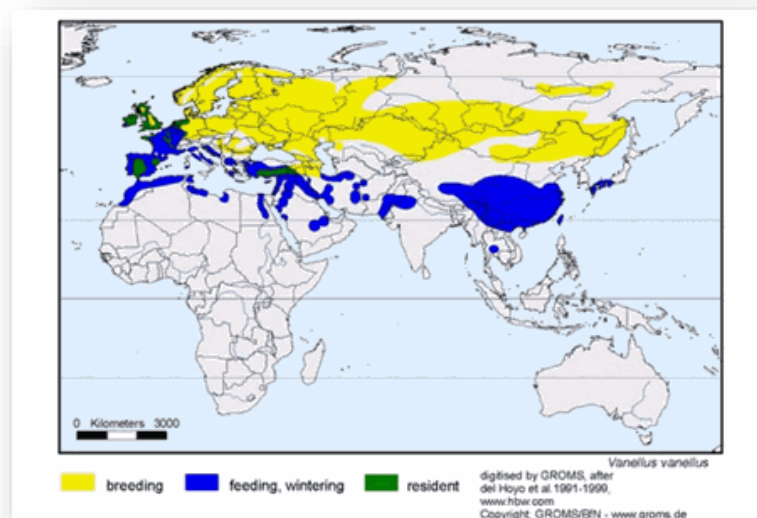 0 Kilometers 3000
Vanellus vanellus
breeding
feeding, wintering
resident
digitised by GROMS, after
del Hoyo et al.1991-1999,
www.hbw.com
Copyright GROMS/BfN - www.groms.de